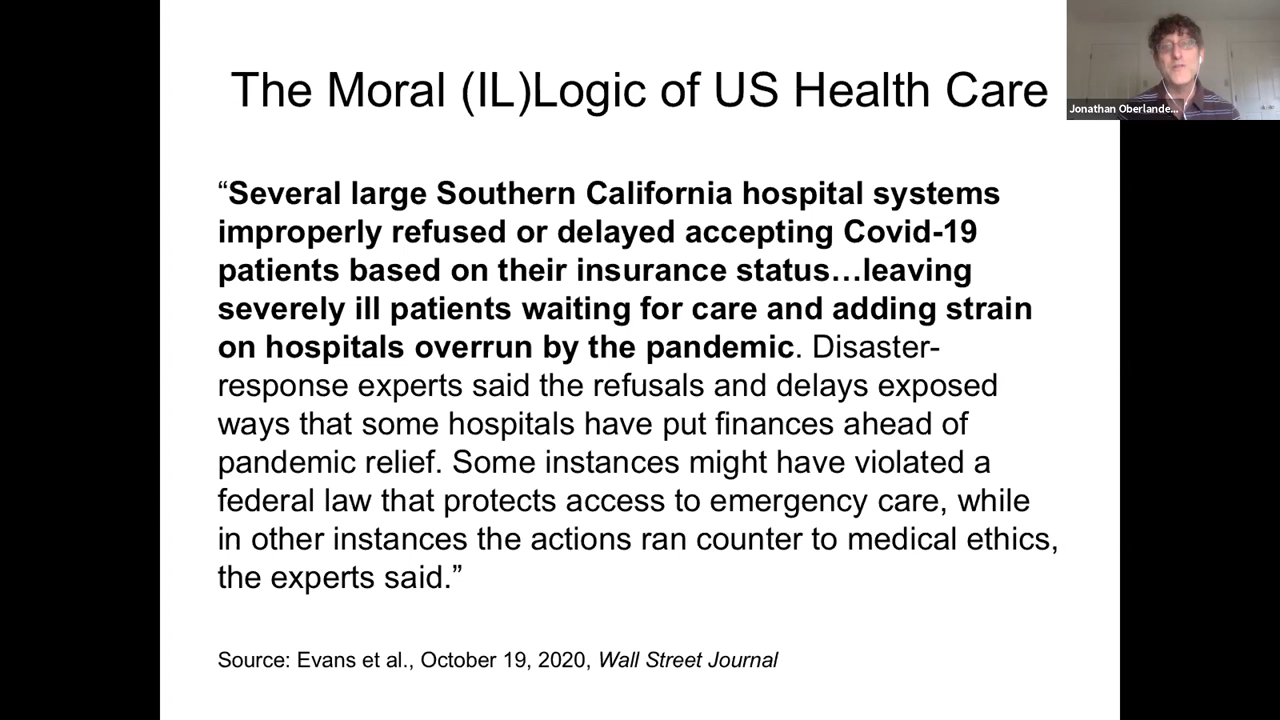 The Moral (IL)Logic of US Health Care
Jonathan Oberlande...
“Several large Southern California hospital systems
improperly refused or delayed accepting Covid-19
patients based on their insurance status…leaving
severely ill patients waiting for care and adding strain
on hospitals overrun by the pandemic. Disaster-
response experts said the refusals and delays exposed
ways that some hospitals have put finances ahead of
pandemic relief. Some instances might have violated a
federal law that protects access to emergency care, while
in other instances the actions ran counter to medical ethics,
the experts said.”
Source: Evans et al., October 19, 2020, Wall Street Journal